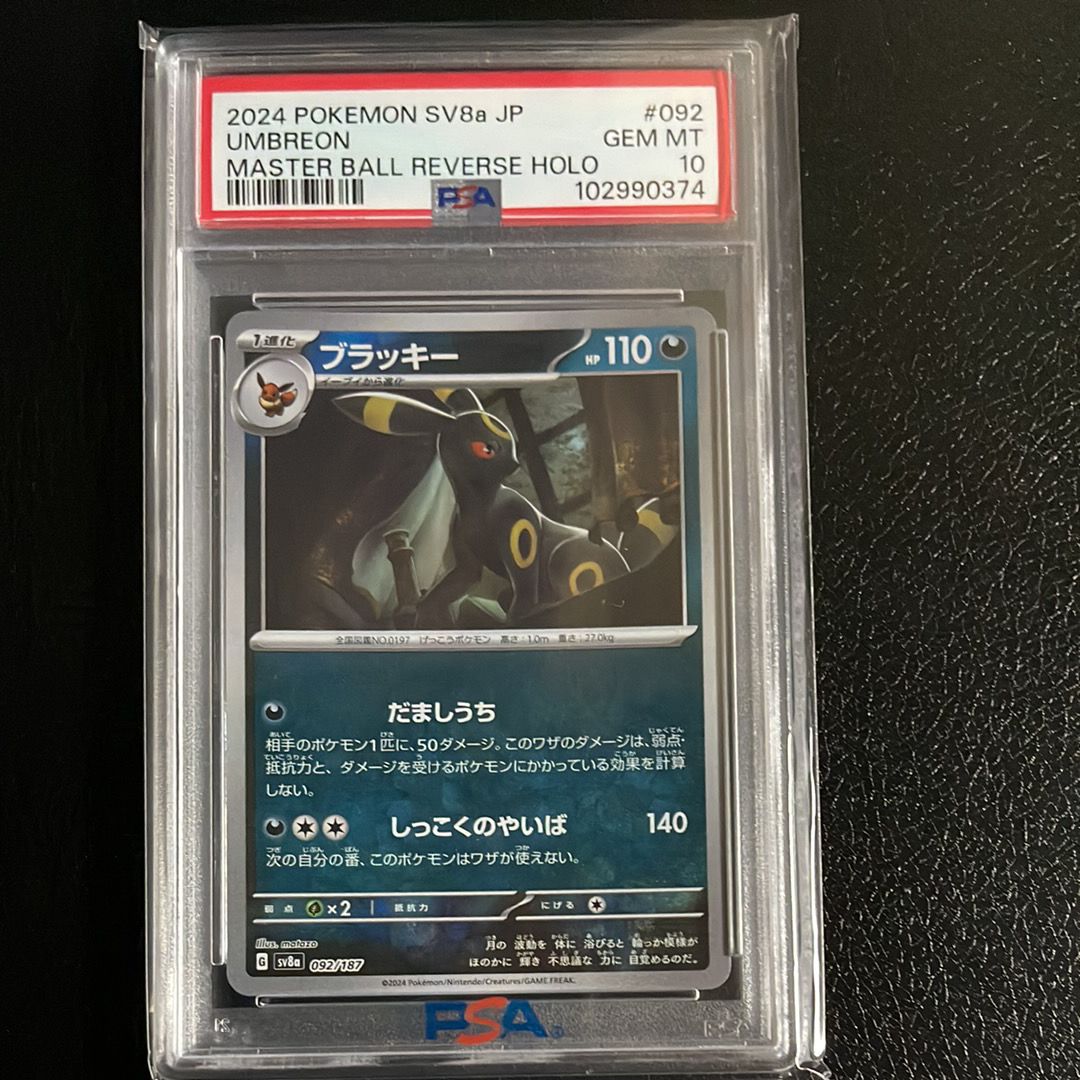 2024 POKEMON SV8a JP #092
UMBREON GEM MT
MASTER BALL REVERSE HOLO 10
102990374
PSA
1進化
ブラッキー
HP 110
イーブイから進化
全国図鑑NO.0197 げっこうポケモン 高さ:1.0m 重さ:27.0kg
だましうち
相手のポケモン1匹に、50ダメージ。このワザのダメージは、弱点・
抵抗力と、ダメージを受けるポケモンにかかっている効果を計算
しない。
しっこくのやいば 140
次の自分の番、このポケモンはワザが使えない。
弱点 ×2 抵抗力 にげる
Illus. matazo
月の 波動を 体に 浴びると 輪っか模様が
G sv8a 092/187
ほのかに 輝き 不思議な 力に 目覚めるのだ。
©2024 Pokémon/Nintendo/Creatures/GAME FREAK.
PSA